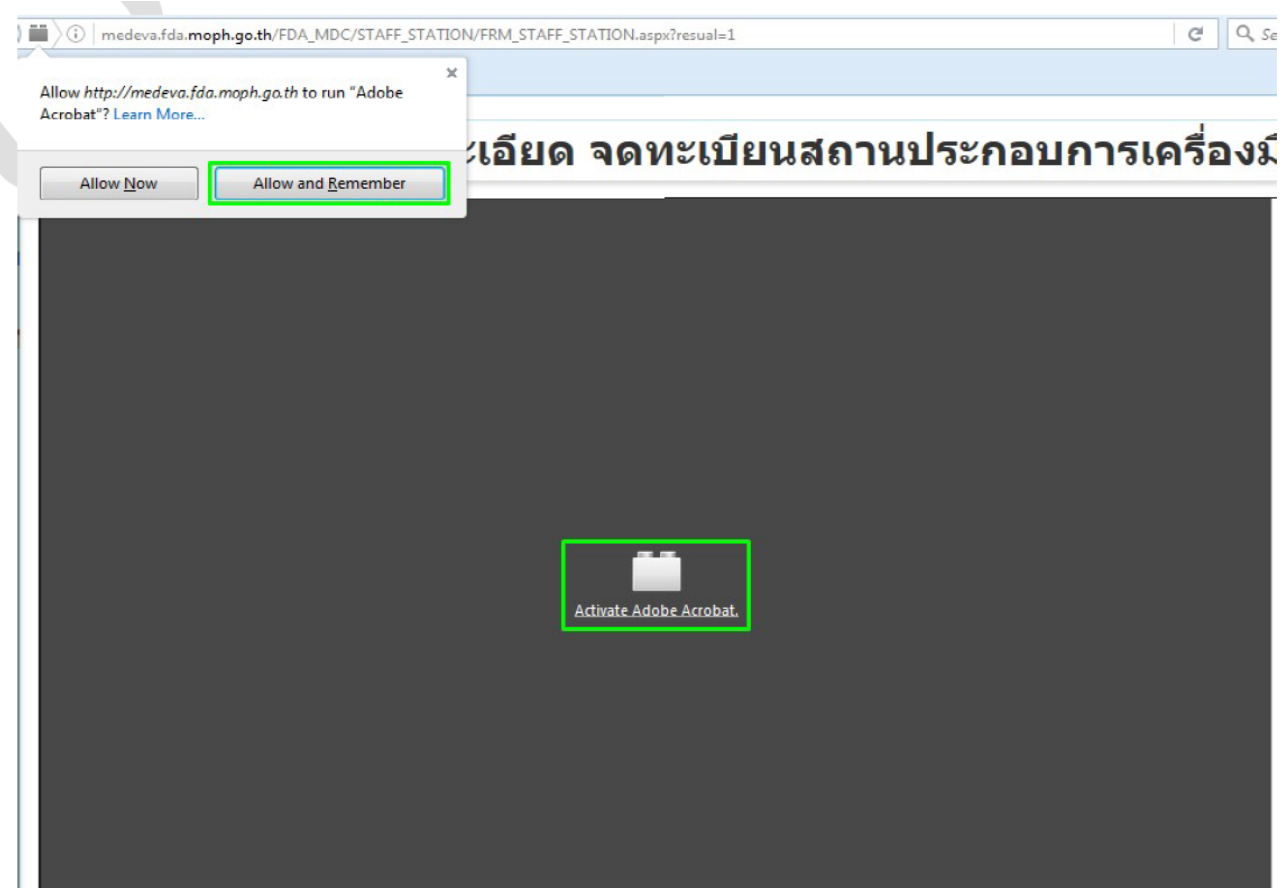 medeva.fda.moph.go.th/FDA_MDC/STAFF_STATION/FRM_STAFF_STATION.aspx?resual=1
Allow http://medeva.fda.moph.go.th to run "Adobe
Acrobat"? Learn More...
Allow Now Allow and Remember
ะเอียด จดทะเบียนสถานประกอบการเครื่องมื
Activate Adobe Acrobat.